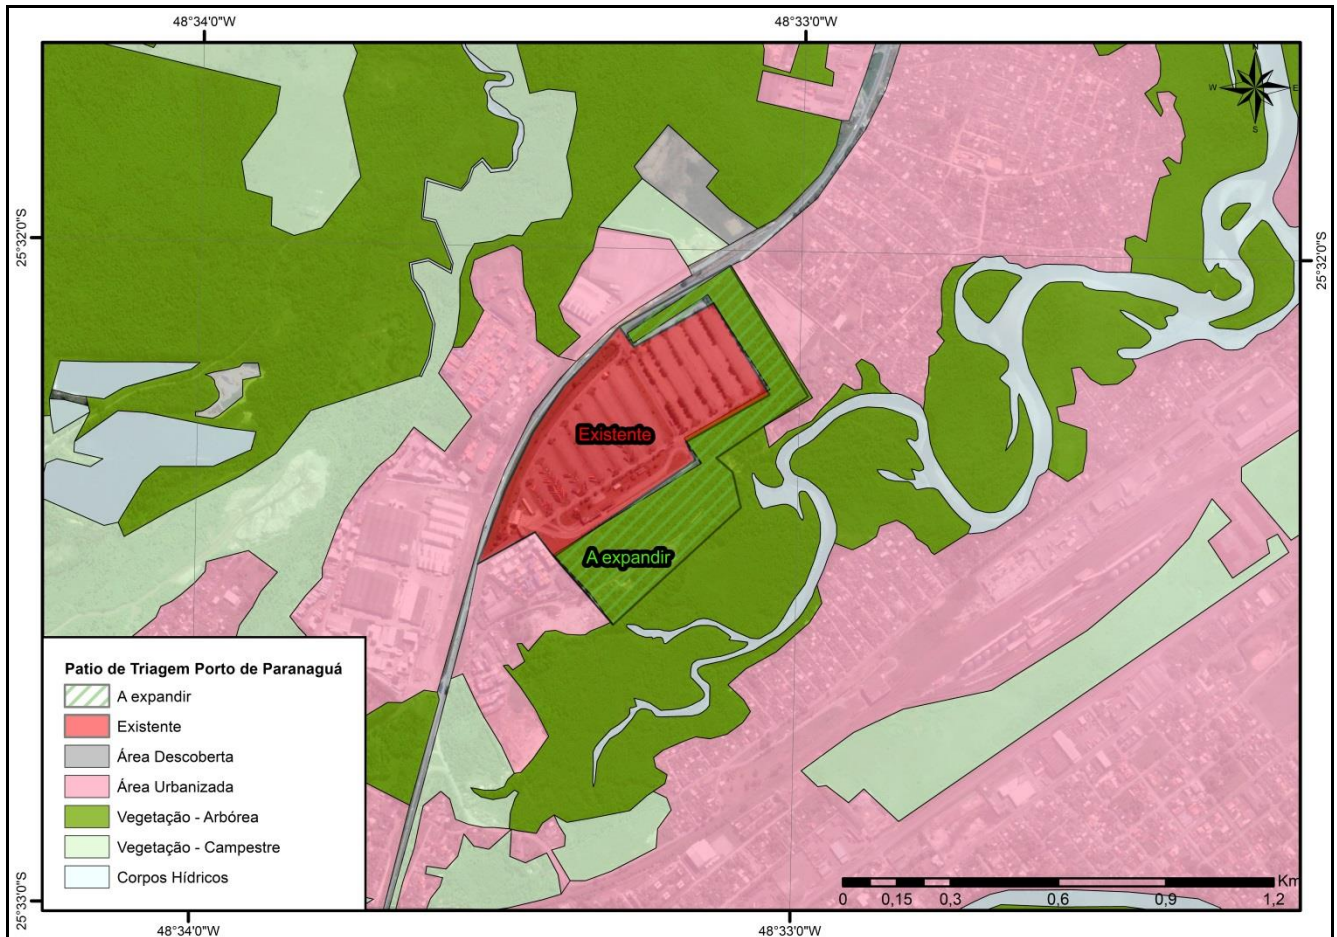 48°34'0"W 48°33'0"W
N
W E
S
25°32'0"S 25°32'0"S
Existente
A expandir
Patio de Triagem Porto de Paranaguá
A expandir
Existente
Área Descoberta
Área Urbanizada
Vegetação - Arbórea
Vegetação - Campestre
Corpos Hídricos
Km
0 0,15 0,3 0,6 0,9 1,2
25°33'0"S
48°34'0"W 48°33'0"W